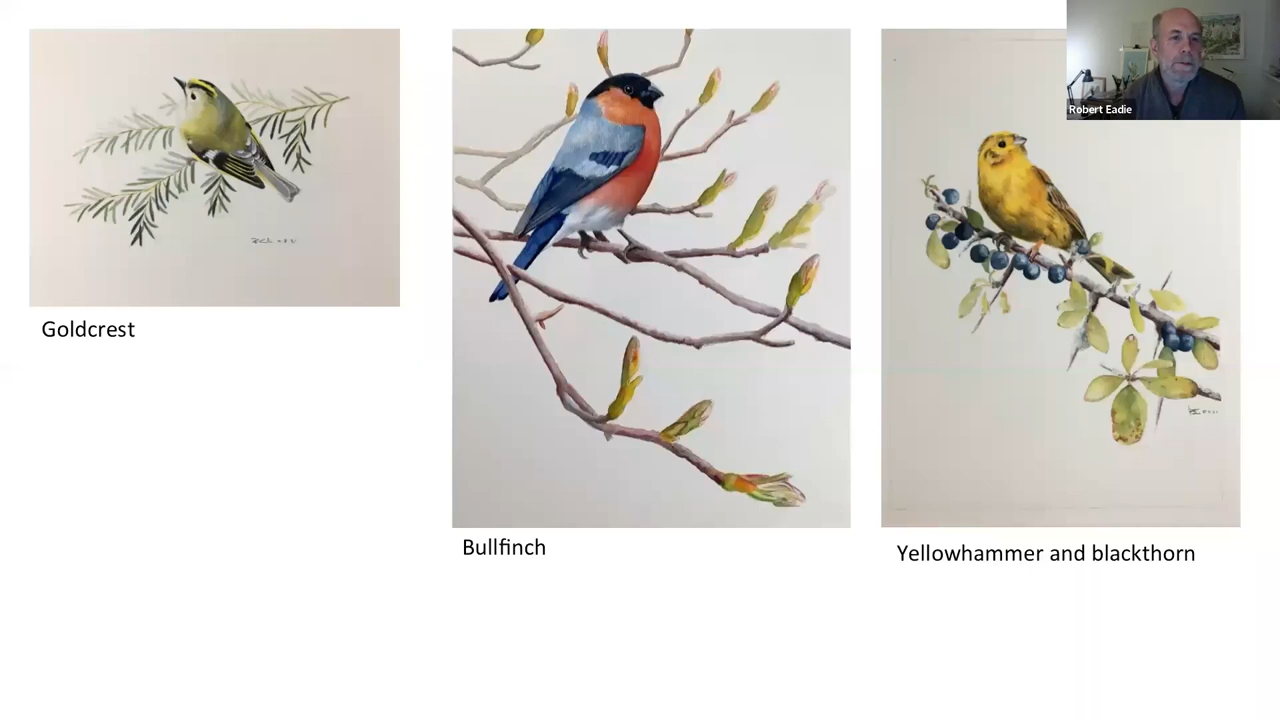 Robert Eadie
Goldcrest
Bullfinch
Yellowhammer and blackthorn